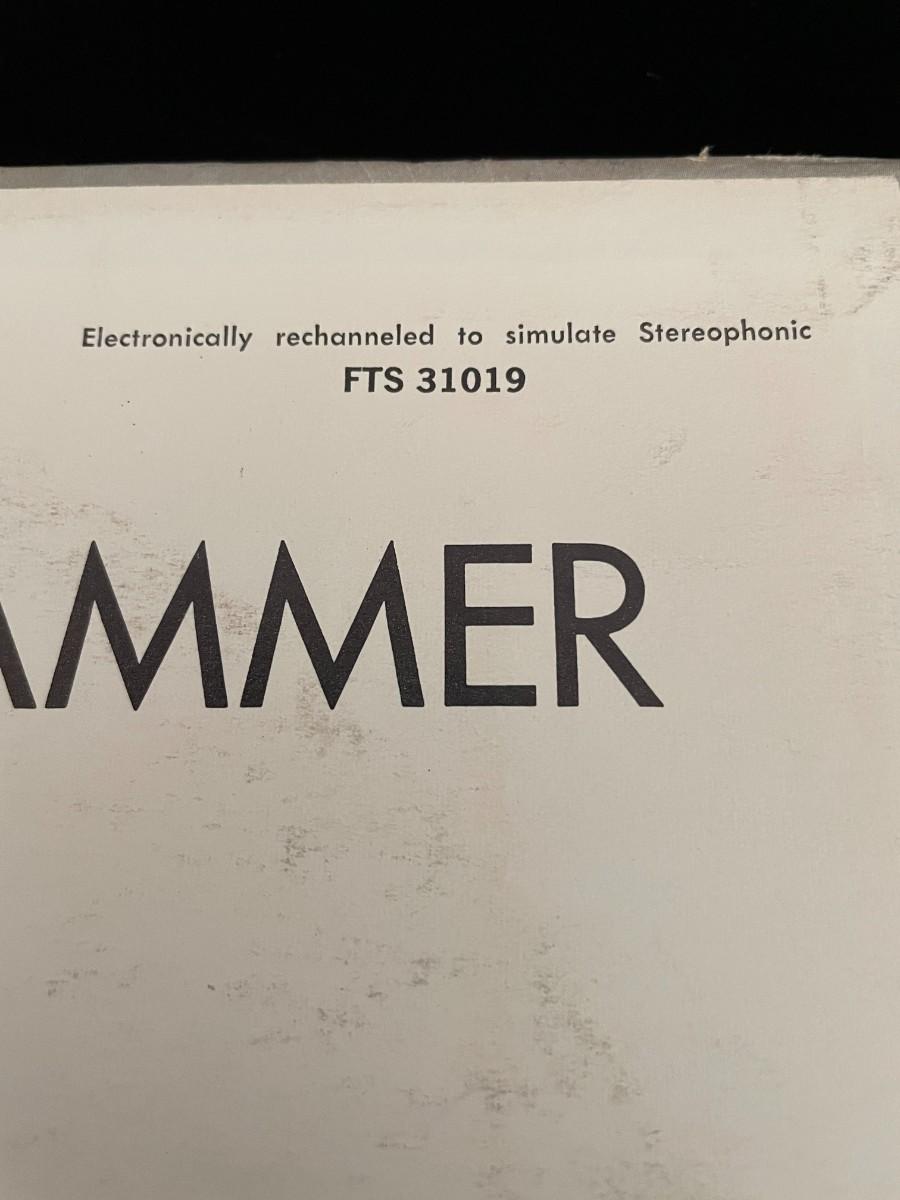 Electronically rechanneled to simulate Stereophonic
FTS 31019
AMMER